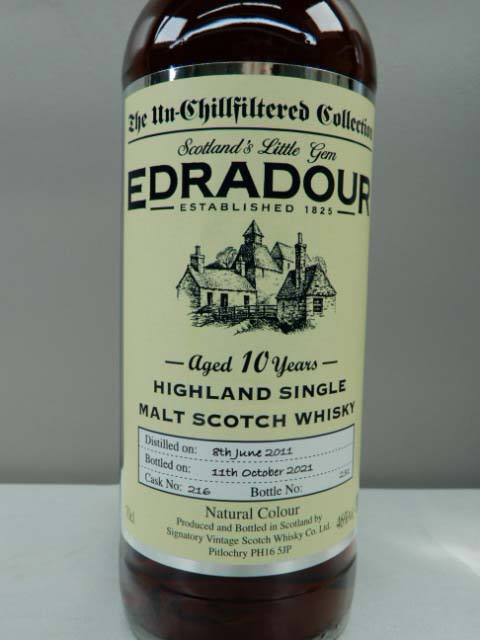 The Un-Chillfiltered Collection
Scotland's Little Gem
EDRADOUR
ESTABLISHED 1825
Aged 10 Years
HIGHLAND SINGLE
MALT SCOTCH WHISKY
Distilled on: 8th June 2011
Bottled on: 11th October 2021
Cask No: 216 Bottle No:
Natural Colour
Produced and Bottled in Scotland by
Signatory Vintage Scotch Whisky Co. Ltd.
Pitlochry PH16 5JP
46%